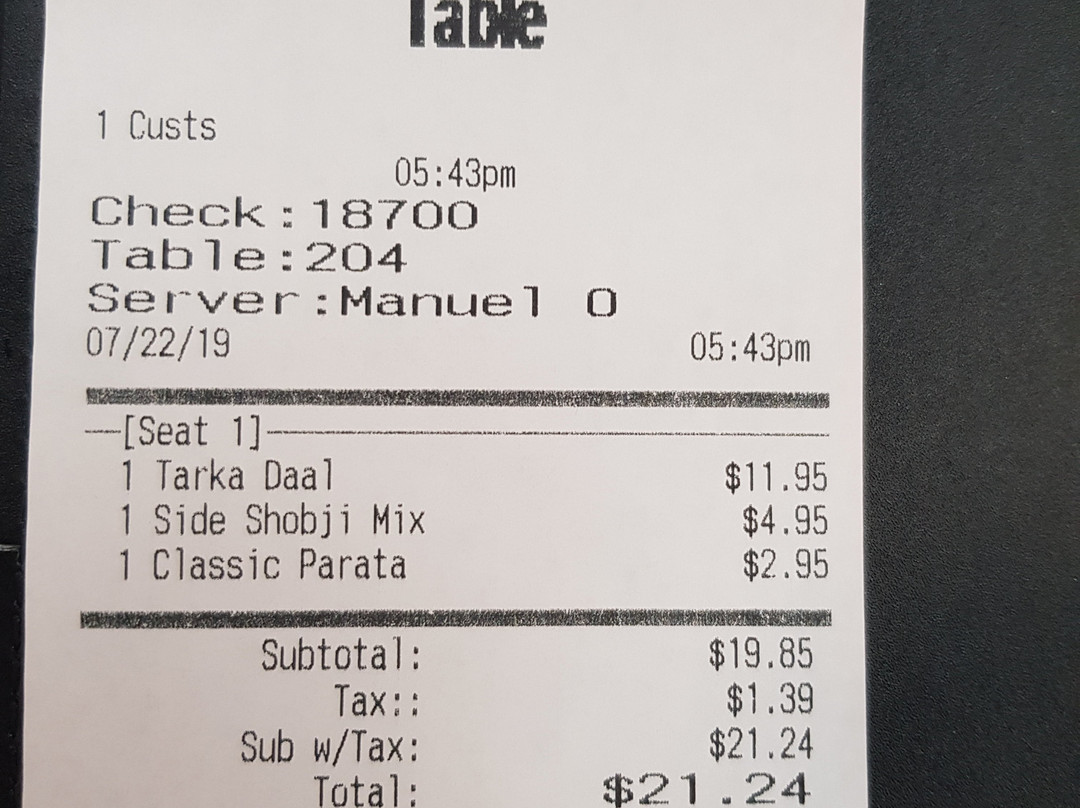 Table
1 Custs
05:43pm
Check:18700
Table:204
Server:Manuel O
07/22/19 05:43pm
[Seat 1]
1 Tarka Daal $11.95
1 Side Shobji Mix $4.95
1 Classic Parata $2.95
Subtotal: $19.85
Tax:: $1.39
Sub w/Tax: $21.24
Total: $21.24